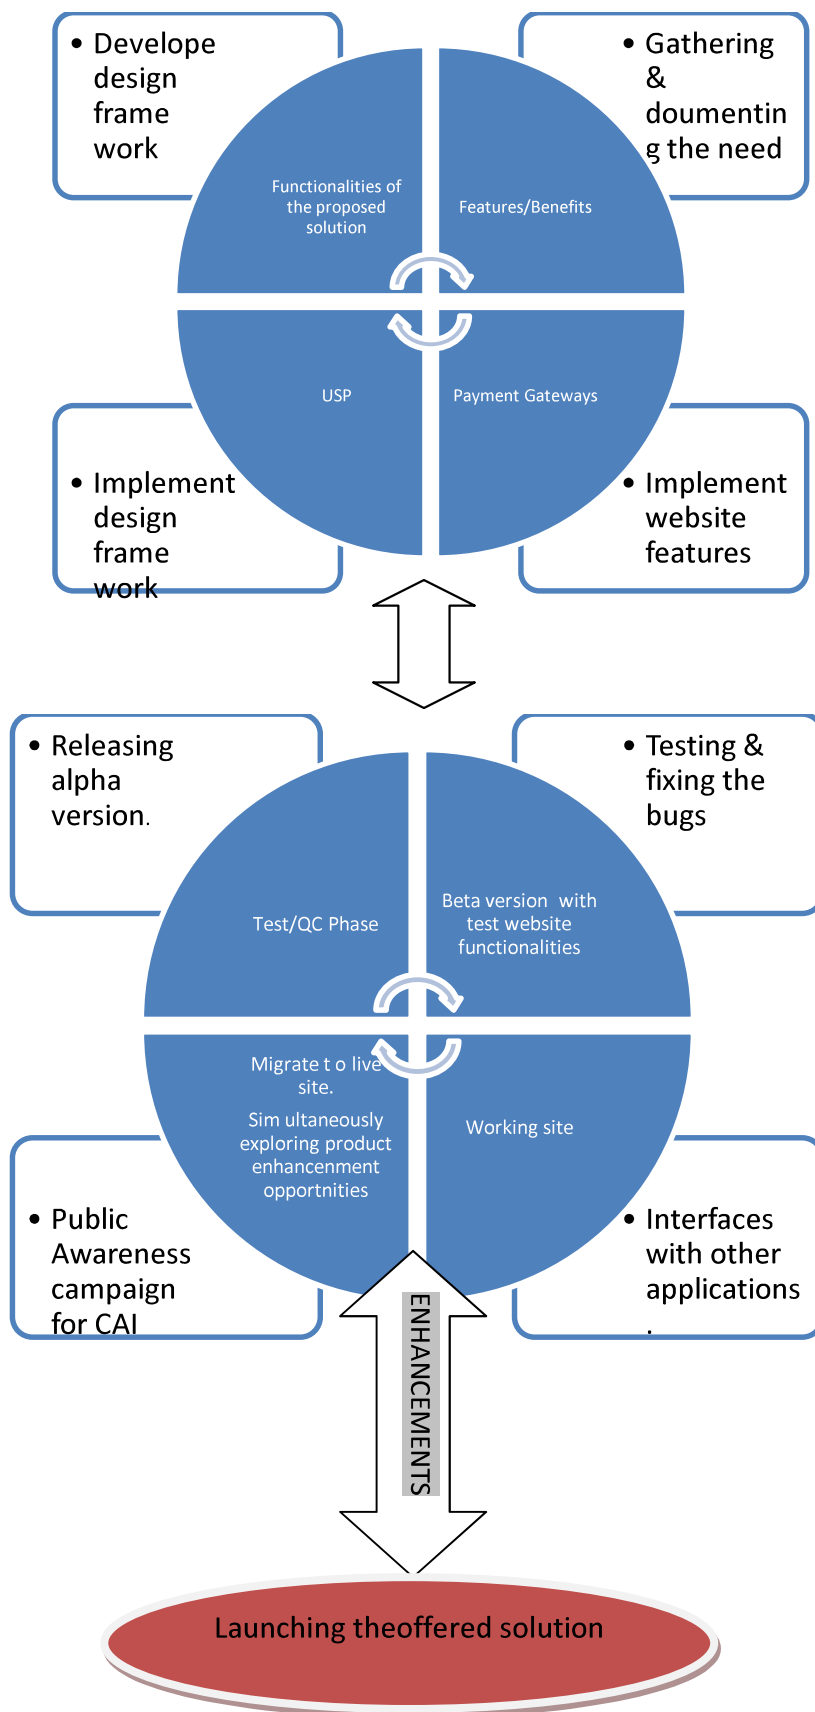 • Develope
design
frame
work
• Gathering
&
doumentin
g the need
Functionalities of
the proposed
solution
Features/Benefits
USP
Payment Gateways
• Implement
design
frame
work
• Implement
website
features
• Releasing
alpha
version.
• Testing &
fixing the
bugs
Test/QC Phase
Beta version with
test website
functionalities
Migrate t o live
site.
Sim ultaneously
exploring product
enhancenment
opportnities
Working site
• Public
Awareness
campaign
for CAI
• Interfaces
with other
applications
.
ENHANCEMENTS
Launching theoffered solution